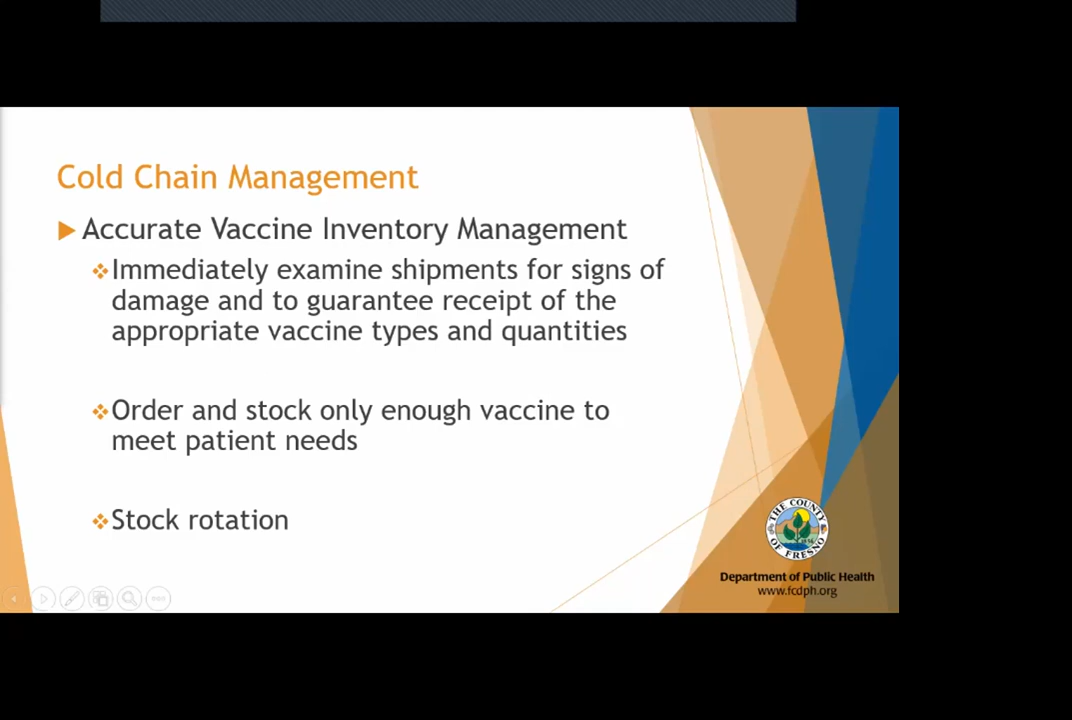 Cold Chain Management
Accurate Vaccine Inventory Management
Immediately examine shipments for signs of
damage and to guarantee receipt of the
appropriate vaccine types and quantities
Order and stock only enough vaccine to
meet patient needs
Stock rotation
THE COUNTY
OF FRESNO
Department of Public Health
www.fcdph.org